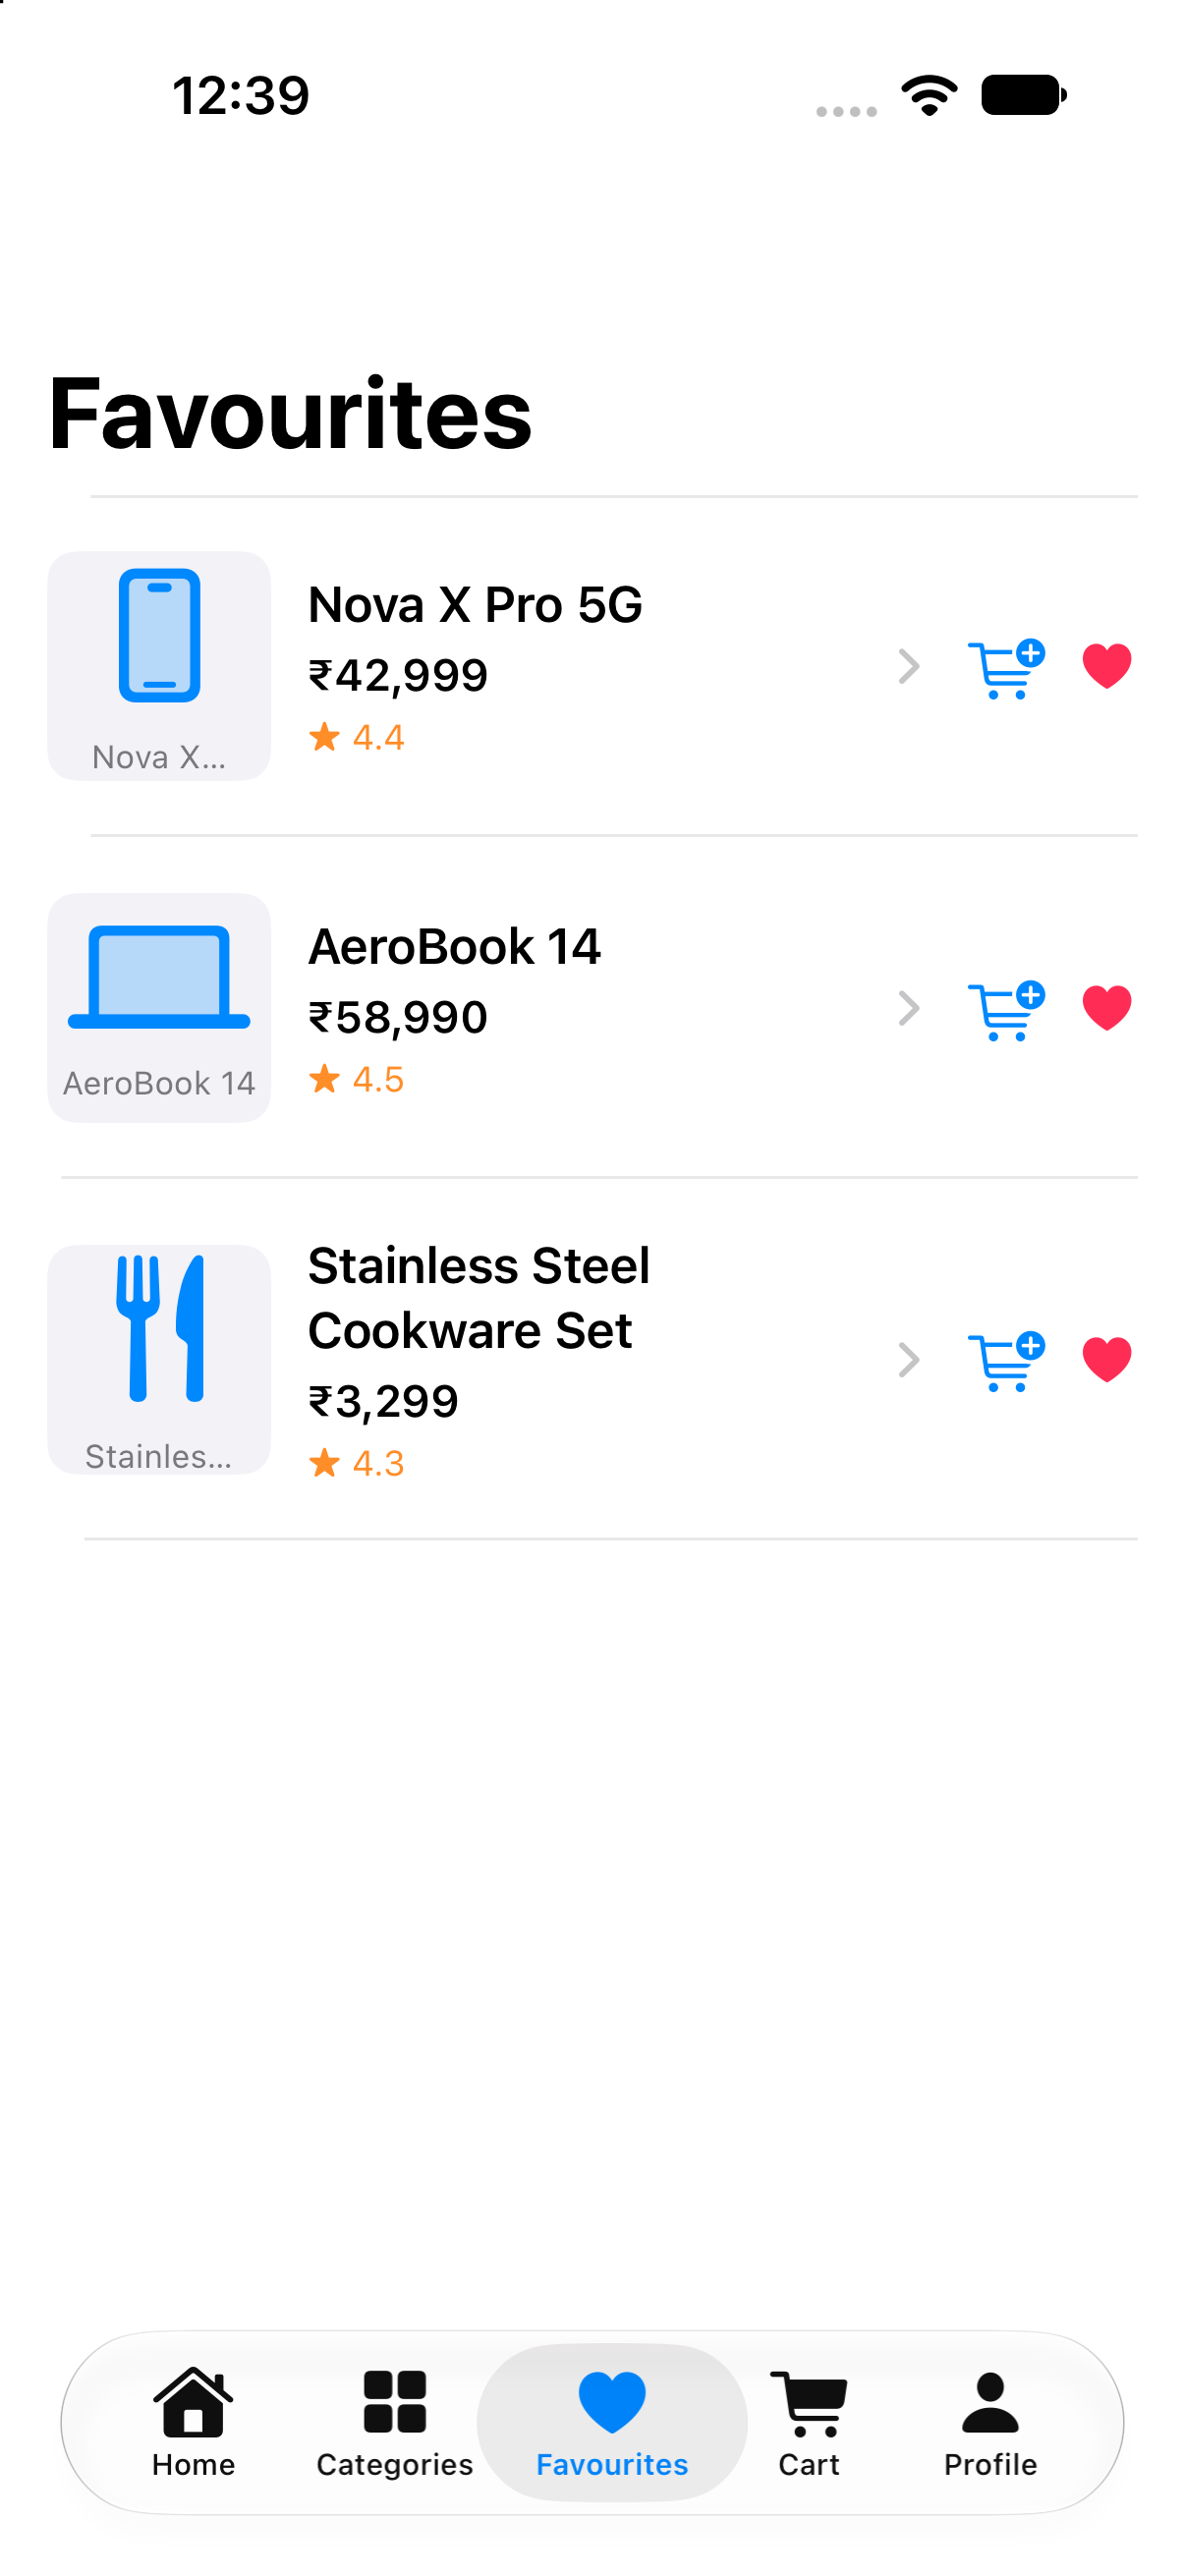 12:39
Favourites
Nova X Pro 5G
₹42,999
4.4
Nova X...
AeroBook 14
₹58,990
4.5
AeroBook 14
Stainless Steel
Cookware Set
₹3,299
4.3
Stainles...
Home
Categories
Favourites
Cart
Profile